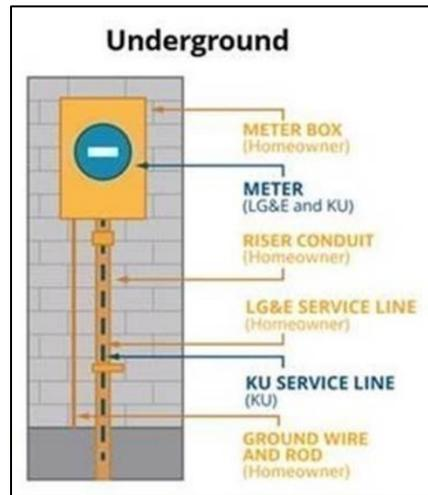 Underground
METER BOX
(Homeowner)
METER
(LG&E and KU)
RISER CONDUIT
(Homeowner)
LG&E SERVICE LINE
(Homeowner)
KU SERVICE LINE
(KU)
GROUND WIRE
AND ROD
(Homeowner)